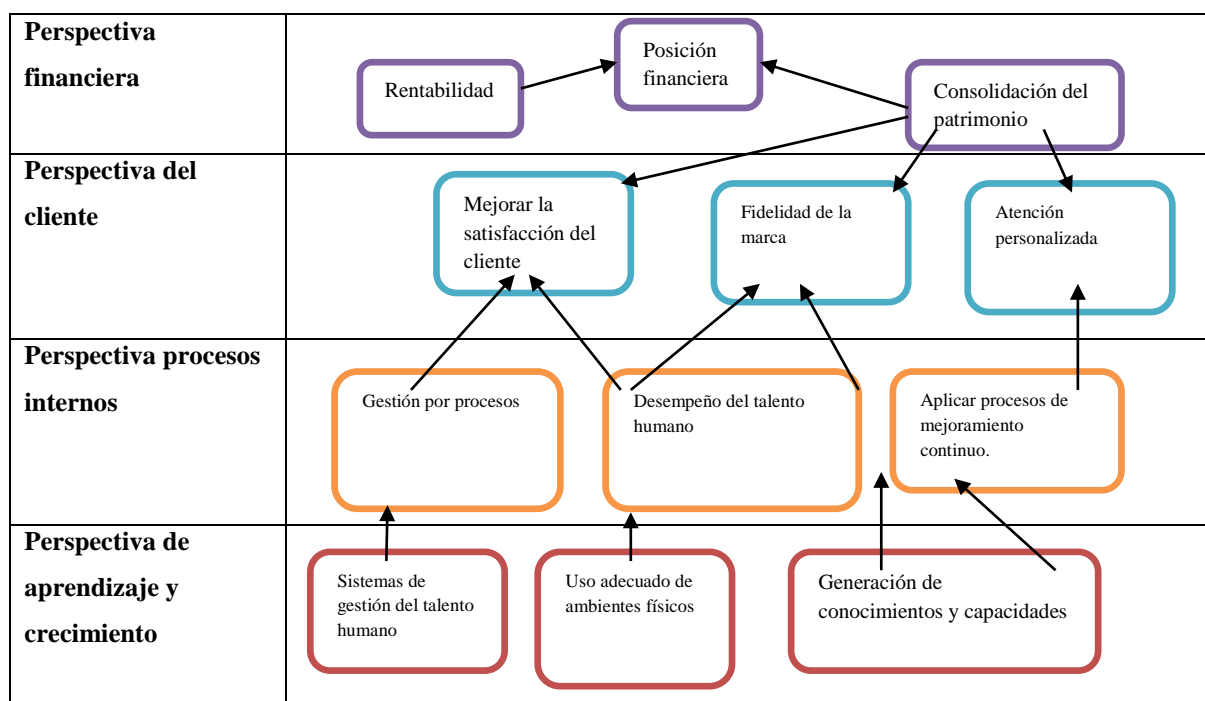 Perspectiva
financiera
Rentabilidad
Posición
financiera
Consolidación del
patrimonio
Perspectiva del
cliente
Mejorar la
satisfacción del
cliente
Fidelidad de la
marca
Atención
personalizada
Perspectiva procesos
internos
Gestión por procesos
Desempeño del talento
humano
Aplicar procesos de
mejoramiento
continuo.
Perspectiva de
aprendizaje y
crecimiento
Sistemas de
gestión del talento
humano
Uso adecuado de
ambientes físicos
Generación de
conocimientos y capacidades